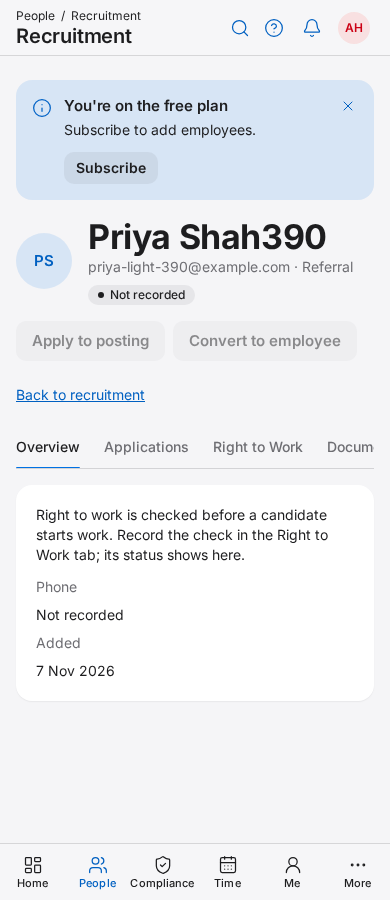 People / Recruitment
Recruitment
AH
You're on the free plan
Subscribe to add employees.
Subscribe
PS
Priya Shah390
priya-light-390@example.com · Referral
Not recorded
Apply to posting
Convert to employee
Back to recruitment
Overview Applications Right to Work Docum
Right to work is checked before a candidate
starts work. Record the check in the Right to
Work tab; its status shows here.
Phone
Not recorded
Added
7 Nov 2026
Home People Compliance Time Me More